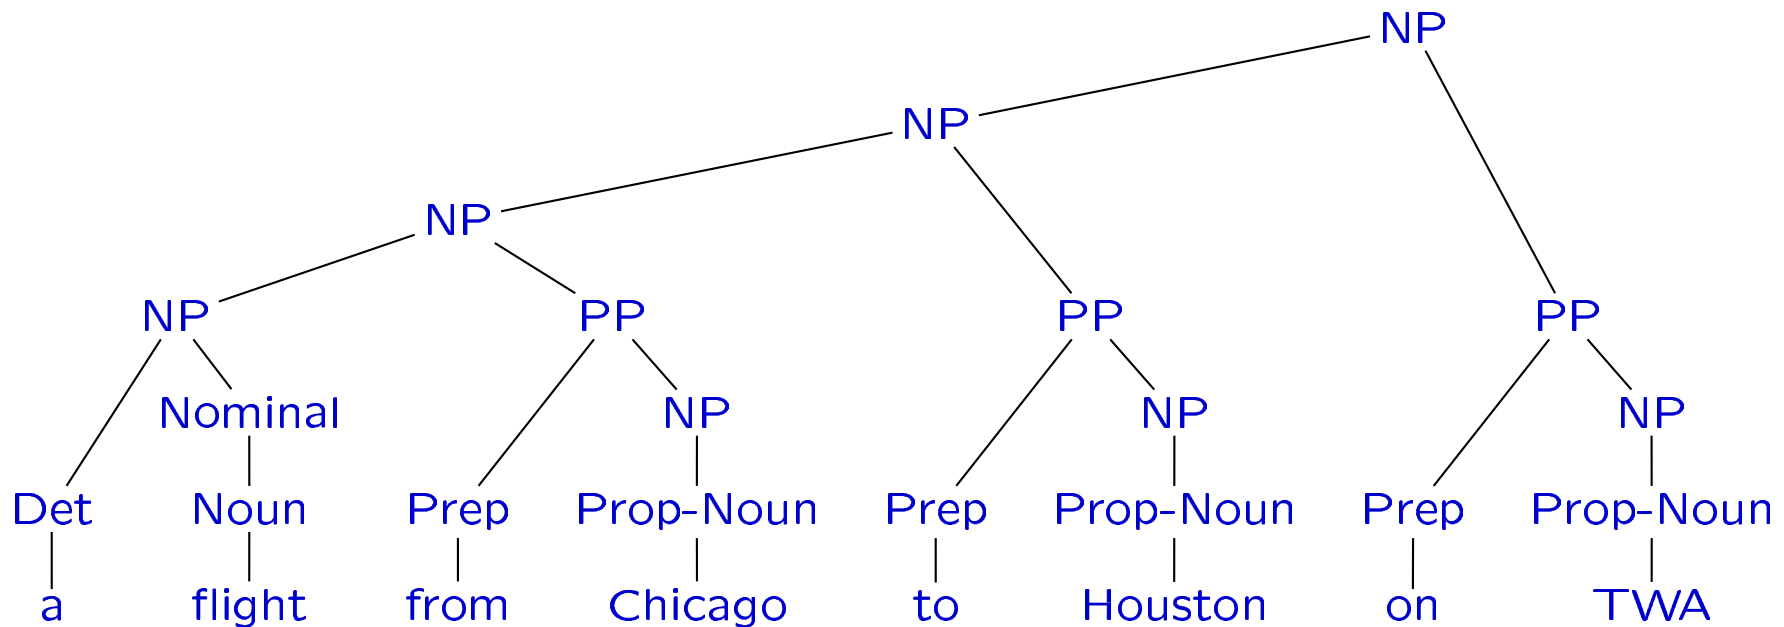 NP
NP
NP
NP PP PP PP
Nominal NP NP NP
Det Noun Prep Prop-Noun Prep Prop-Noun Prep Prop-Noun
a flight from Chicago to Houston on TWA